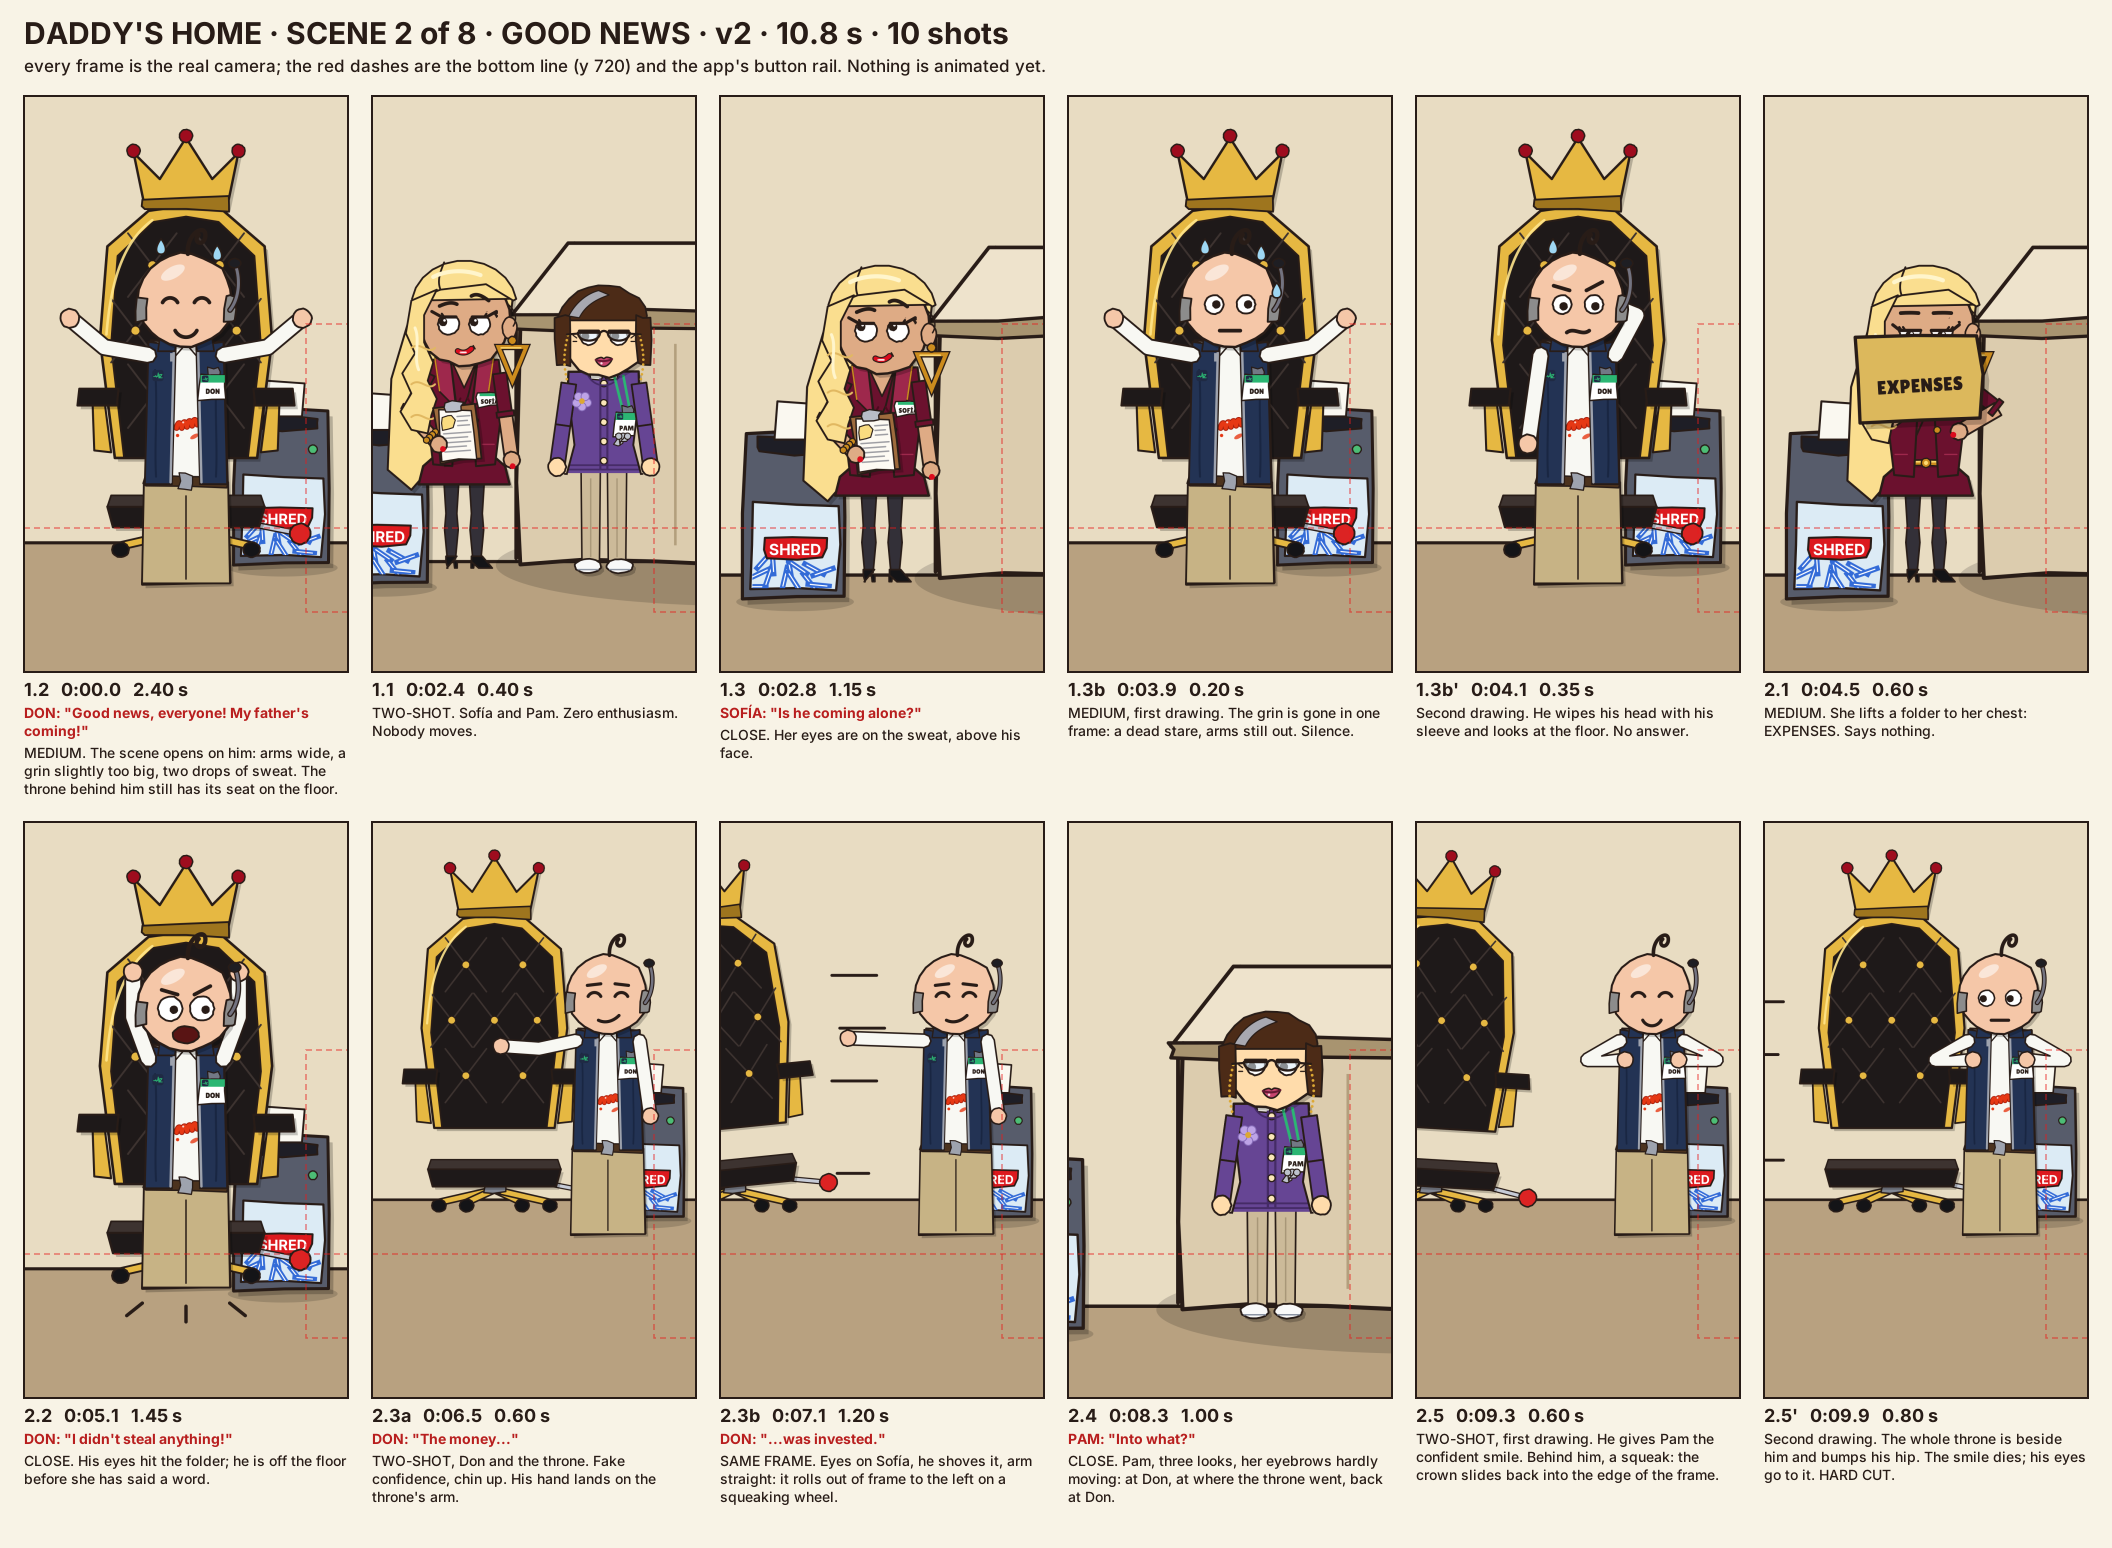 DADDY'S HOME · SCENE 2 of 8 · GOOD NEWS · v2 · 10.8 s · 10 shots
every frame is the real camera; the red dashes are the bottom line (y 720) and the app's button rail. Nothing is animated yet.
DON
SHRED
SOFÍ
PAM
RED
SOFÍ
SHRED
DON
SHRED
DON
SHRED
EXPENSES
SHRED
1.2 0:00.0 2.40 s
DON: "Good news, everyone! My father's
coming!"
MEDIUM. The scene opens on him: arms wide, a
grin slightly too big, two drops of sweat. The
throne behind him still has its seat on the floor.
1.1 0:02.4 0.40 s
TWO-SHOT. Sofía and Pam. Zero enthusiasm.
Nobody moves.
1.3 0:02.8 1.15 s
SOFÍA: "Is he coming alone?"
CLOSE. Her eyes are on the sweat, above his
face.
1.3b 0:03.9 0.20 s
MEDIUM, first drawing. The grin is gone in one
frame: a dead stare, arms still out. Silence.
1.3b' 0:04.1 0.35 s
Second drawing. He wipes his head with his
sleeve and looks at the floor. No answer.
2.1 0:04.5 0.60 s
MEDIUM. She lifts a folder to her chest:
EXPENSES. Says nothing.
DON
SHRED
DON
RED
DON
RED
PAM
DON
RED
DON
RED
2.2 0:05.1 1.45 s
DON: "I didn't steal anything!"
CLOSE. His eyes hit the folder; he is off the floor
before she has said a word.
2.3a 0:06.5 0.60 s
DON: "The money..."
TWO-SHOT, Don and the throne. Fake
confidence, chin up. His hand lands on the
throne's arm.
2.3b 0:07.1 1.20 s
DON: "...was invested."
SAME FRAME. Eyes on Sofía, he shoves it, arm
straight: it rolls out of frame to the left on a
squeaking wheel.
2.4 0:08.3 1.00 s
PAM: "Into what?"
CLOSE. Pam, three looks, her eyebrows hardly
moving: at Don, at where the throne went, back
at Don.
2.5 0:09.3 0.60 s
TWO-SHOT, first drawing. He gives Pam the
confident smile. Behind him, a squeak: the
crown slides back into the edge of the frame.
2.5' 0:09.9 0.80 s
Second drawing. The whole throne is beside
him and bumps his hip. The smile dies; his eyes
go to it. HARD CUT.